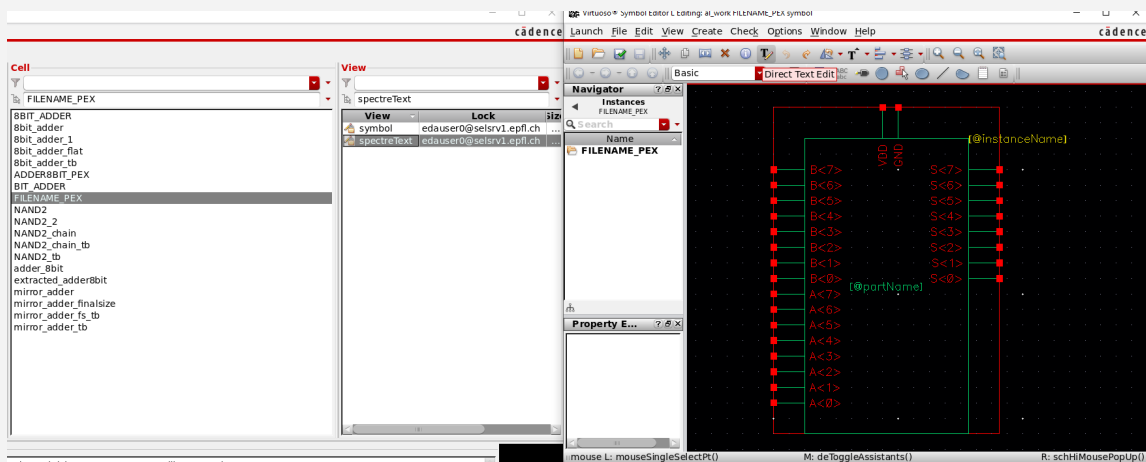 Virtuoso® Symbol Editor L Editing: al_work FILENAME_PEX symbol
cādence
Launch File Edit View Create Check Options Window Help
cādence
Basic
Direct Text Edit
Cell
FILENAME_PEX
8BIT_ADDER
8bit_adder
8bit_adder_1
8bit_adder_flat
8bit_adder_tb
ADDER8BIT_PEX
BIT_ADDER
FILENAME_PEX
NAND2
NAND2_2
NAND2_chain
NAND2_chain_tb
NAND2_tb
adder_8bit
extracted_adder8bit
mirror_adder
mirror_adder_finalsize
mirror_adder_fs_tb
mirror_adder_tb
View
spectreText
View Lock Siz
symbol edauser0@selsrv1.epfl.ch ...
spectreText edauser0@selsrv1.epfl.ch ...
Navigator
Instances
FILENAME_PEX
Search
Name
FILENAME_PEX
Property E...
VDD
GND
[@instanceName]
B<7> S<7>
B<6> S<6>
B<5> S<5>
B<4> S<4>
B<3> S<3>
B<2> S<2>
B<1> S<1>
B<0> S<0>
[@partName]
A<7>
A<6>
A<5>
A<4>
A<3>
A<2>
A<1>
A<0>
mouse L: mouseSingleSelectPt() M: deToggleAssistants() R: schHiMousePopUp()